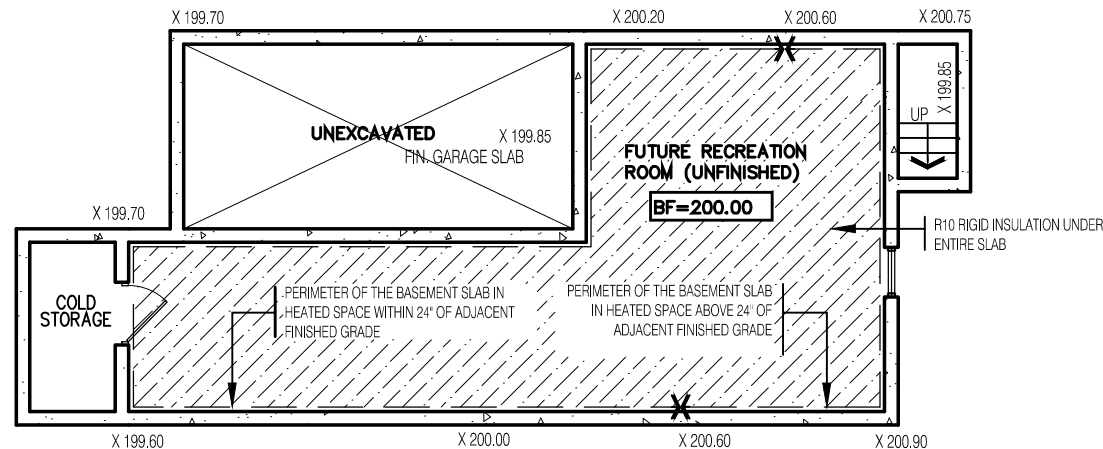 X 199.70
X 200.20
X 200.60
X 200.75
X 199.85
UP
UNEXCAVATED
X 199.85
FIN. GARAGE SLAB
FUTURE RECREATION
ROOM (UNFINISHED)
BF=200.00
X 199.70
R10 RIGID INSULATION UNDER
ENTIRE SLAB
COLD
STORAGE
PERIMETER OF THE BASEMENT SLAB IN
HEATED SPACE WITHIN 24" OF ADJACENT
FINISHED GRADE
PERIMETER OF THE BASEMENT SLAB
IN HEATED SPACE ABOVE 24" OF
ADJACENT FINISHED GRADE
X 199.60
X 200.00
X 200.60
X 200.90